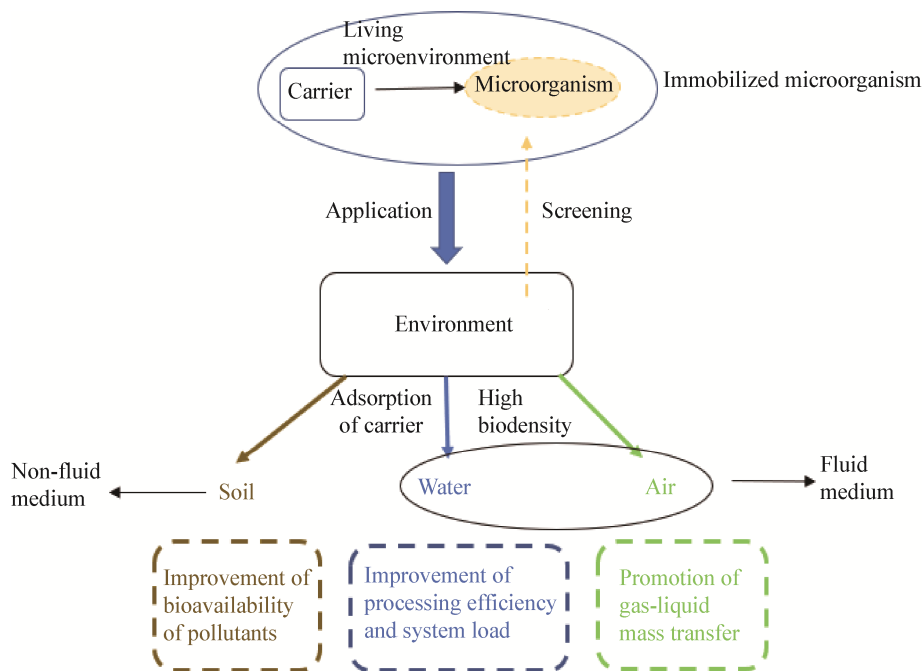 Living
microenvironment
Carrier
Microorganism
Immobilized microorganism
Application
Screening
Environment
Adsorption
of carrier
High
biodensity
Non-fluid
medium
Soil
Water
Air
Fluid
medium
Improvement of
bioavailability
of pollutants
Improvement of
processing efficiency
and system load
Promotion of
gas-liquid
mass transfer